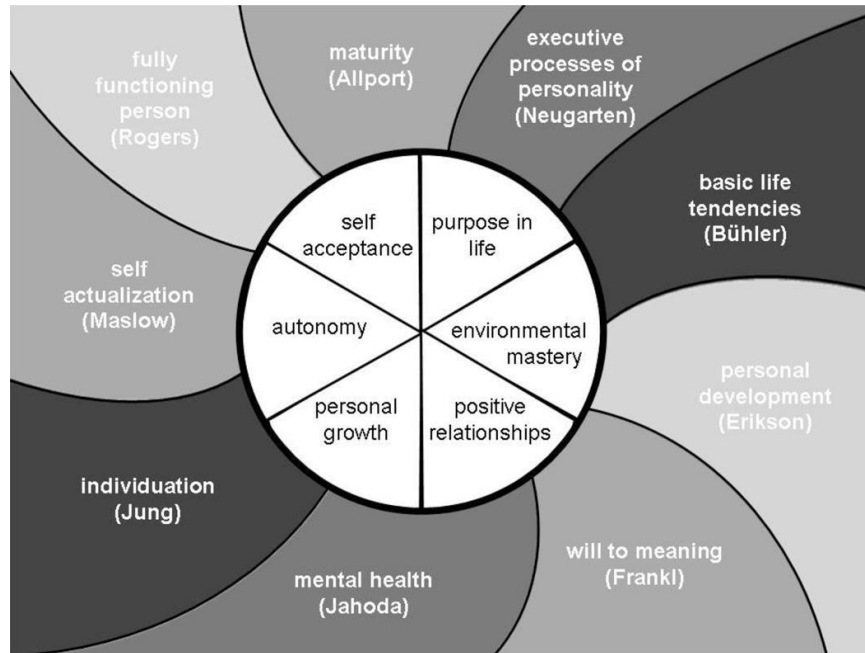 fully
functioning
person
(Rogers)
maturity
(Allport)
executive
processes of
personality
(Neugarten)
basic life
tendencies
(Bühler)
self
actualization
(Maslow)
self
acceptance
purpose in
life
autonomy
environmental
mastery
personal
growth
positive
relationships
personal
development
(Erikson)
individuation
(Jung)
mental health
(Jahoda)
will to meaning
(Frankl)